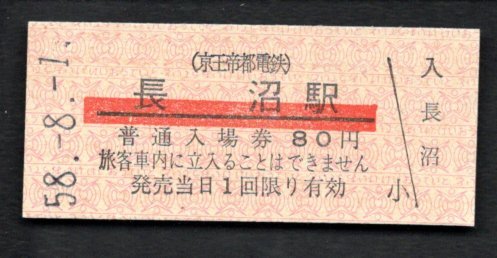 58.-8.-1.
(京王帝都電鉄)
長沼駅
普通入場券 80円
旅客車内に立入ることはできません
発売当日1回限り有効
入
長
沼
小